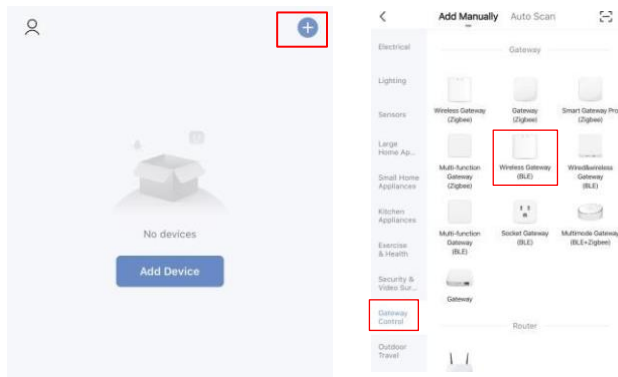 No devices
Add Device
Add Manually Auto Scan
Electrical
Lighting
Sensors
Large
Home Ap...
Small Home
Appliances
Kitchen
Appliances
Exercise
& Health
Security &
Video Sur...
Gateway
Control
Outdoor
Travel
Gateway
Wireless Gateway
(Zigbee)
Gateway
(Zigbee)
Smart Gateway Pro
(Zigbee)
Multi-function
Gateway
(Zigbee)
Wireless Gateway
(BLE)
Wired&wireless
Gateway
(BLE)
Multi-function
Gateway
(BLE)
Socket Gateway
(BLE)
Multimode Gateway
(BLE+Zigbee)
Gateway
Router